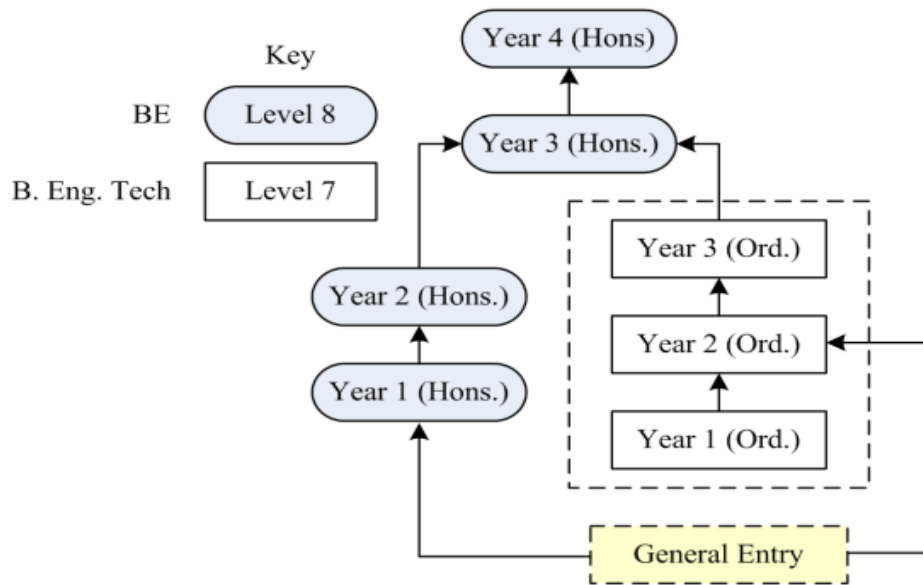 Key
BE
Level 8
B. Eng. Tech
Level 7
Year 4 (Hons)
Year 3 (Hons.)
Year 2 (Hons.)
Year 1 (Hons.)
Year 3 (Ord.)
Year 2 (Ord.)
Year 1 (Ord.)
General Entry